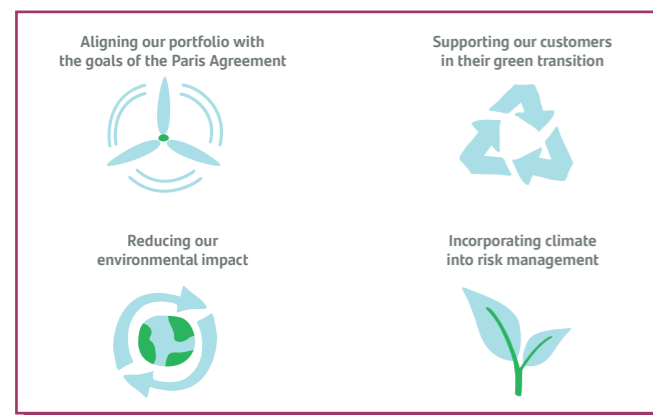 Aligning our portfolio with
the goals of the Paris Agreement
Supporting our customers
in their green transition
Reducing our
environmental impact
Incorporating climate
into risk management